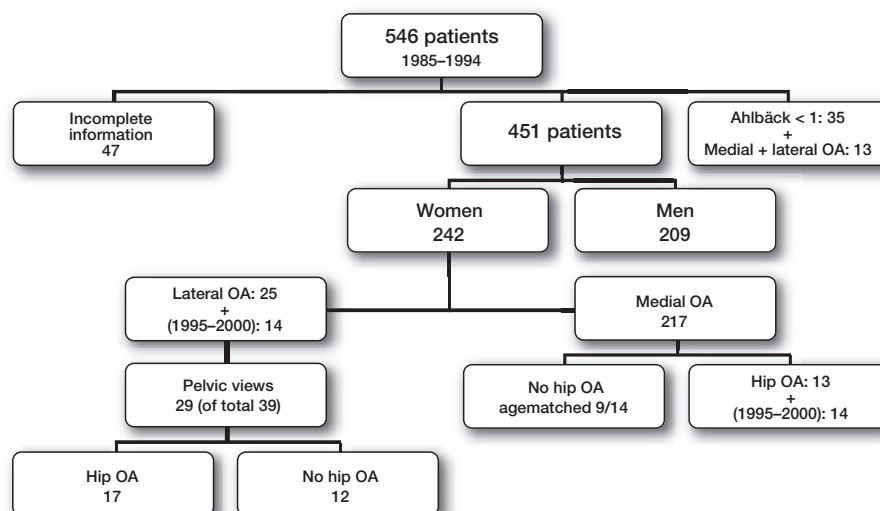 546 patients
1985–1994
Incomplete
information
47
451 patients
Ahlbäck < 1: 35
+
Medial + lateral OA: 13
Women
242
Men
209
Lateral OA: 25
+
(1995–2000): 14
Medial OA
217
Pelvic views
29 (of total 39)
No hip OA
agematched 9/14
Hip OA: 13
+
(1995–2000): 14
Hip OA
17
No hip OA
12